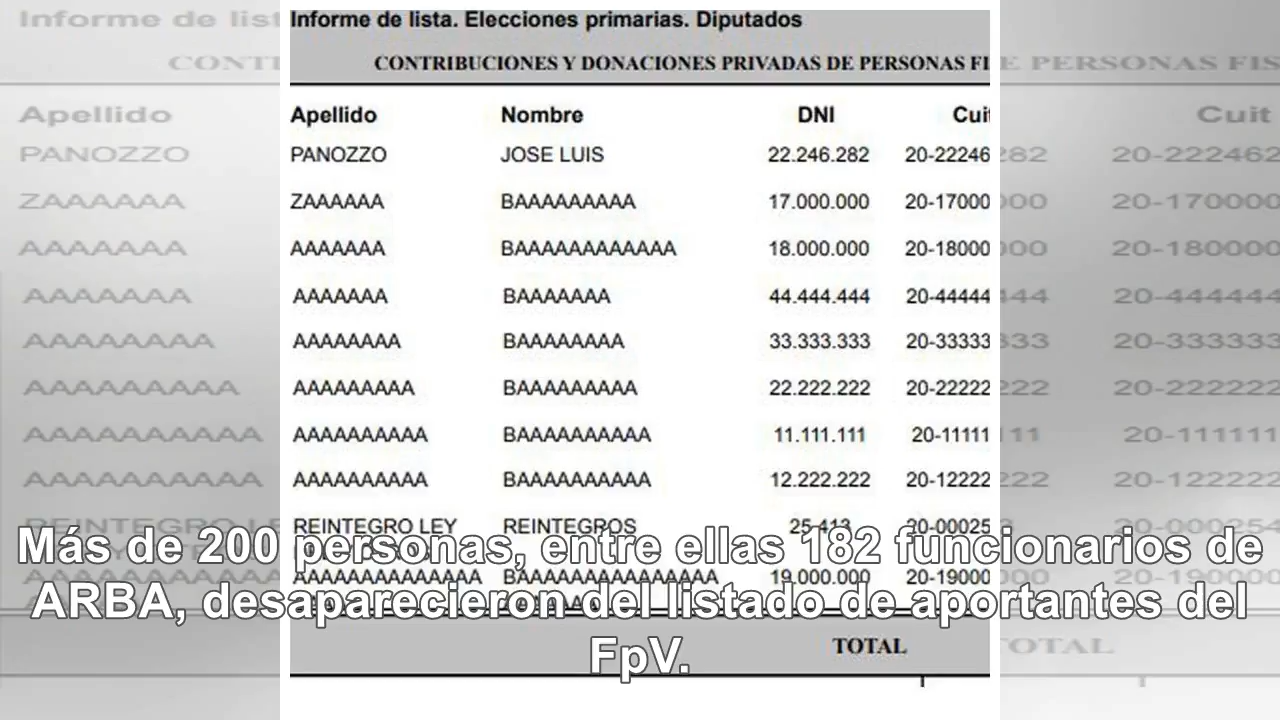 Informe de lista. Elecciones primarias. Diputados
CONTRIBUCIONES Y DONACIONES PRIVADAS DE PERSONAS FI
Apellido Nombre DNI Cuit
PANOZZO JOSE LUIS 22.246.282 20-22246
ZAAAAAA BAAAAAAAAAA 17.000.000 20-17000
AAAAAAA BAAAAAAAAAAAA 18.000.000 20-18000
AAAAAAA BAAAAAAA 44.444.444 20-44444
AAAAAAAA BAAAAAAAA 33.333.333 20-33333
AAAAAAAAA BAAAAAAAAA 22.222.222 20-22222
AAAAAAAAAA BAAAAAAAAAA 11.111.111 20-11111
AAAAAAAAAA BAAAAAAAAAA 12.222.222 20-12222
REINTEGRO LEY REINTEGROS 25.413 20-00025
AAAAAAAAAAAAAA BAAAAAAAAAAAAAAA 19.000.000 20-19000
Más de 200 personas, entre ellas 182 funcionarios de
ARBA, desaparecieron del listado de aportantes del
FpV.
TOTAL